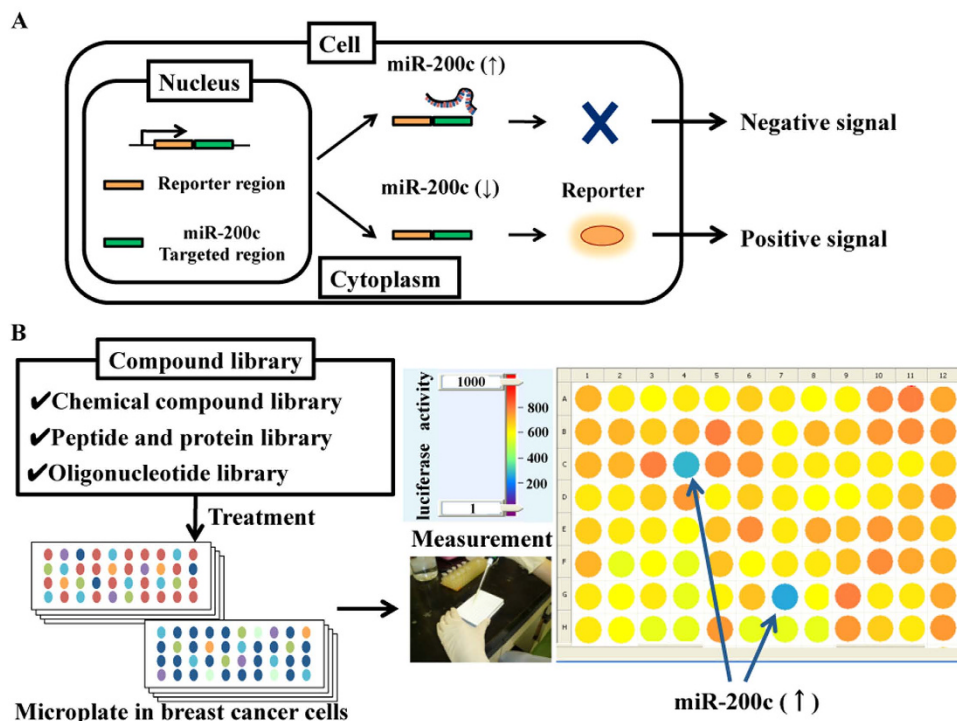 A
Cell
Nucleus
Reporter region
miR-200c
Targeted region
miR-200c (↑)
miR-200c (↓)
Cytoplasm
Reporter
Negative signal
Positive signal
B
Compound library
✔Chemical compound library
✔Peptide and protein library
✔Oligonucleotide library
Treatment
Microplate in breast cancer cells
luciferase activity
1000
800
600
400
200
1
Measurement
1 2 3 4 5 6 7 8 9 10 11 12
A
B
C
D
E
F
G
H
miR-200c (↑)